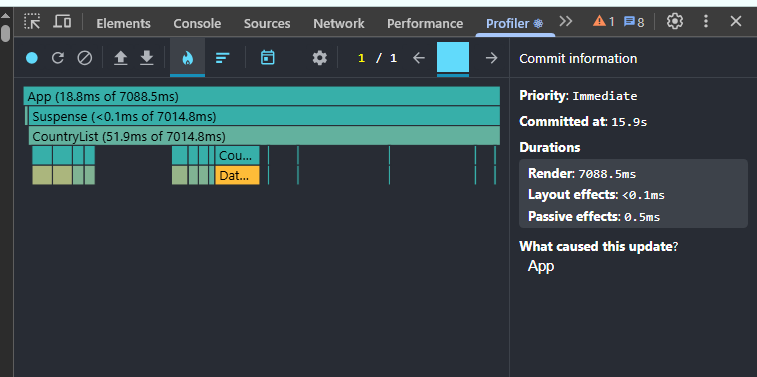 Elements Console Sources Network Performance Profiler 1 8
1 / 1 Commit information
App (18.8ms of 7088.5ms)
Suspense (<0.1ms of 7014.8ms)
CountryList (51.9ms of 7014.8ms)
Cou...
Dat...
Priority: Immediate
Committed at: 15.9s
Durations
Render: 7088.5ms
Layout effects: <0.1ms
Passive effects: 0.5ms
What caused this update?
App